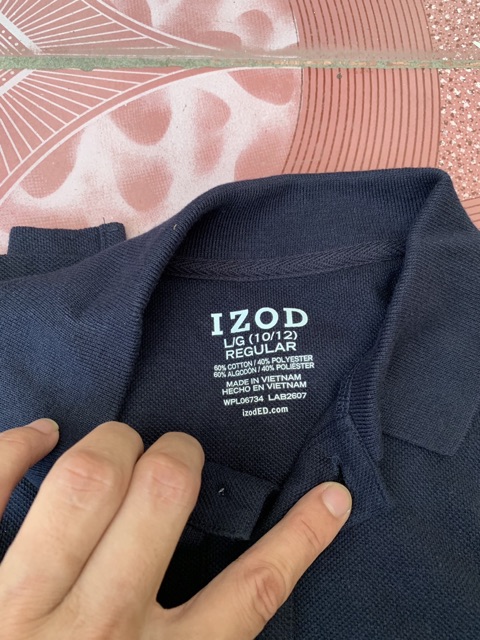 IZOD
L/G (10/12)
REGULAR
60% COTTON / 40% POLYESTER
60% ALGODON / 40% POLIESTER
MADE IN VIETNAM
HECHO EN VIETNAM
WPL06734 LAB2607
izodED.com